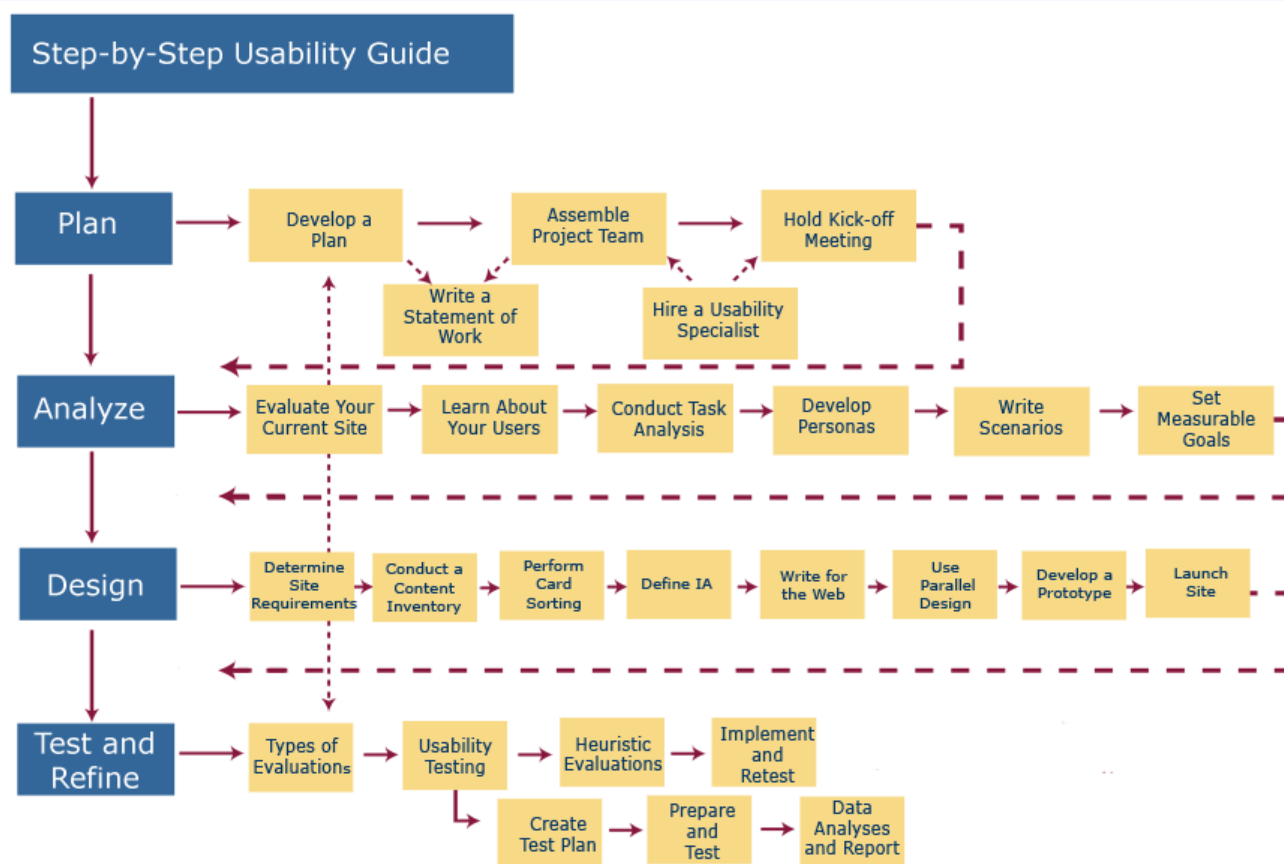 Step-by-Step Usability Guide
Plan
Develop a
Plan
Assemble
Project Team
Hold Kick-off
Meeting
Write a
Statement of
Work
Hire a Usability
Specialist
Analyze
Evaluate Your
Current Site
Learn About
Your Users
Conduct Task
Analysis
Develop
Personas
Write
Scenarios
Set
Measurable
Goals
Design
Determine
Site
Requirements
Conduct a
Content
Inventory
Perform
Card
Sorting
Define IA
Write for
the Web
Use
Parallel
Design
Develop a
Prototype
Launch
Site
Test and
Refine
Types of
Evaluations
Usability
Testing
Heuristic
Evaluations
Implement
and
Retest
Create
Test Plan
Prepare
and
Test
Data
Analyses
and Report